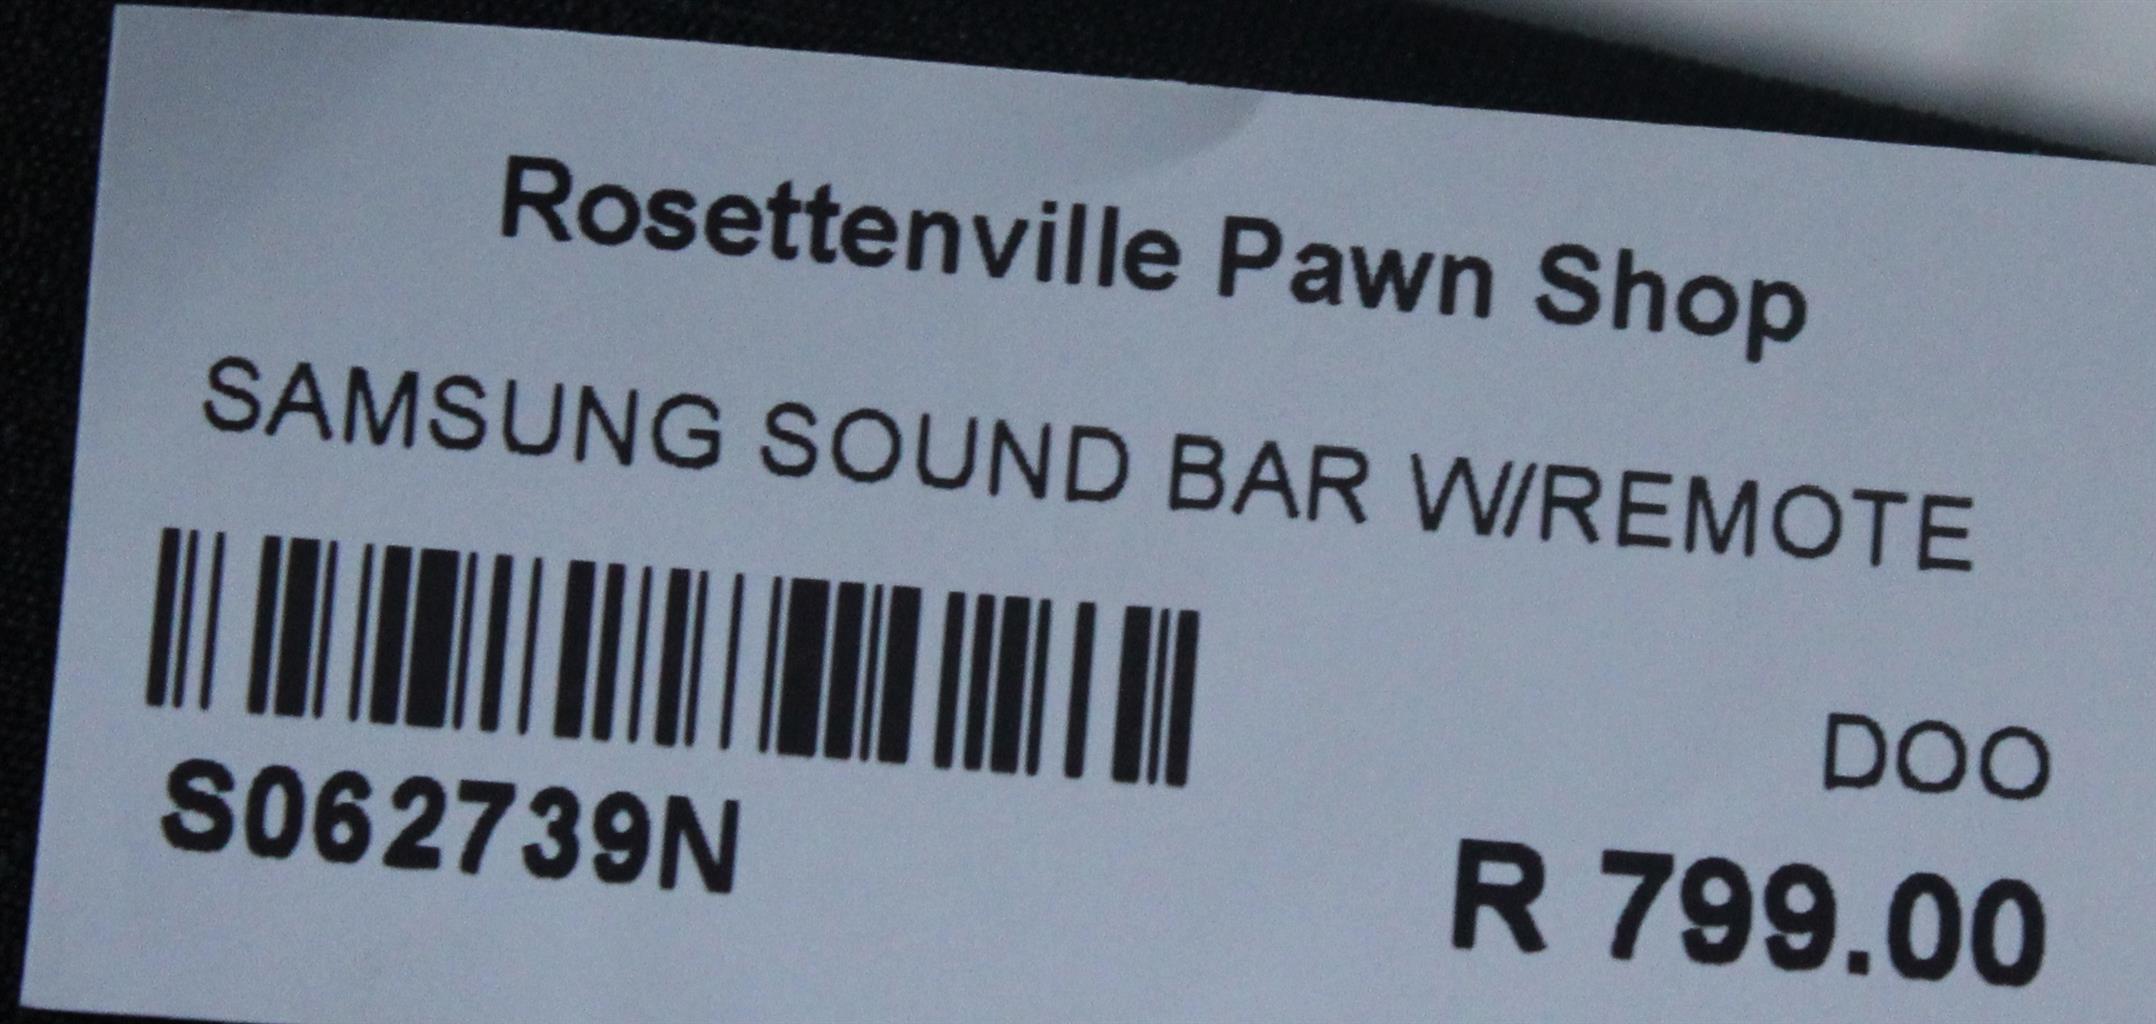 Rosettenville Pawn Shop
SAMSUNG SOUND BAR W/REMOTE
DOO
S062739N
R 799.00